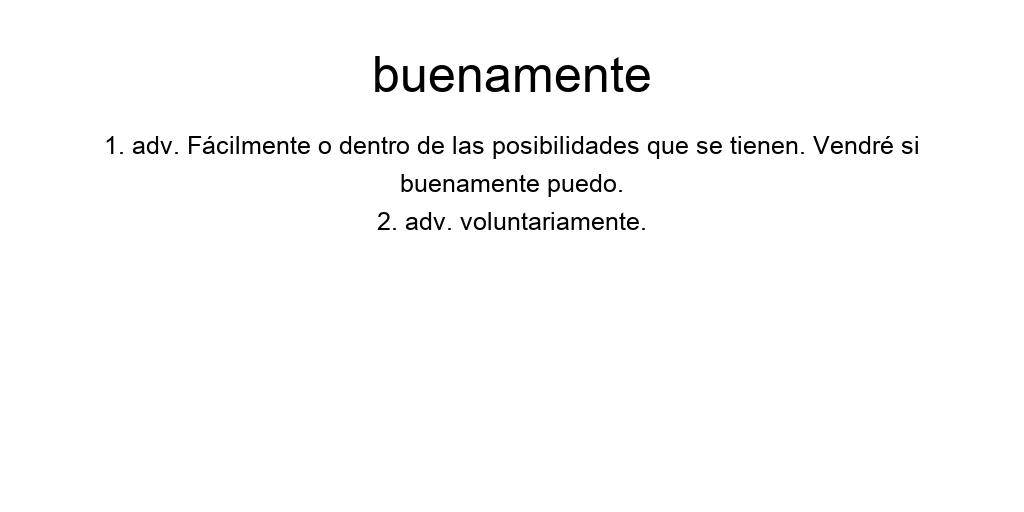 buenamente
1. adv. Fácilmente o dentro de las posibilidades que se tienen. Vendré si
buenamente puedo.
2. adv. voluntariamente.